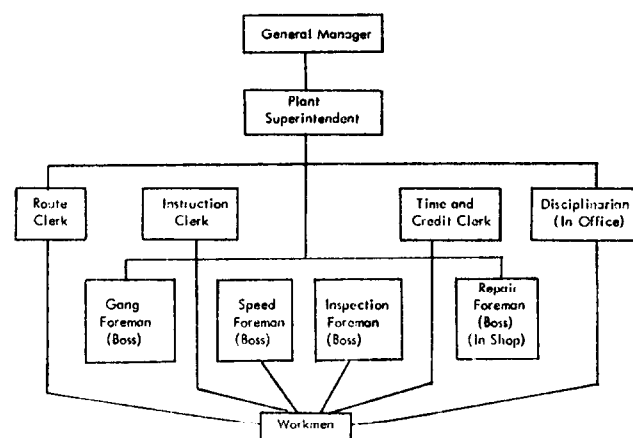 General Manager
Plant
Superintendent
Route
Clerk
Instruction
Clerk
Time and
Credit Clerk
Disciplinarian
(In Office)
Gang
Foreman
(Boss)
Speed
Foreman
(Boss)
Inspection
Foreman
(Boss)
Repair
Foreman
(Boss)
(In Shop)
Workmen